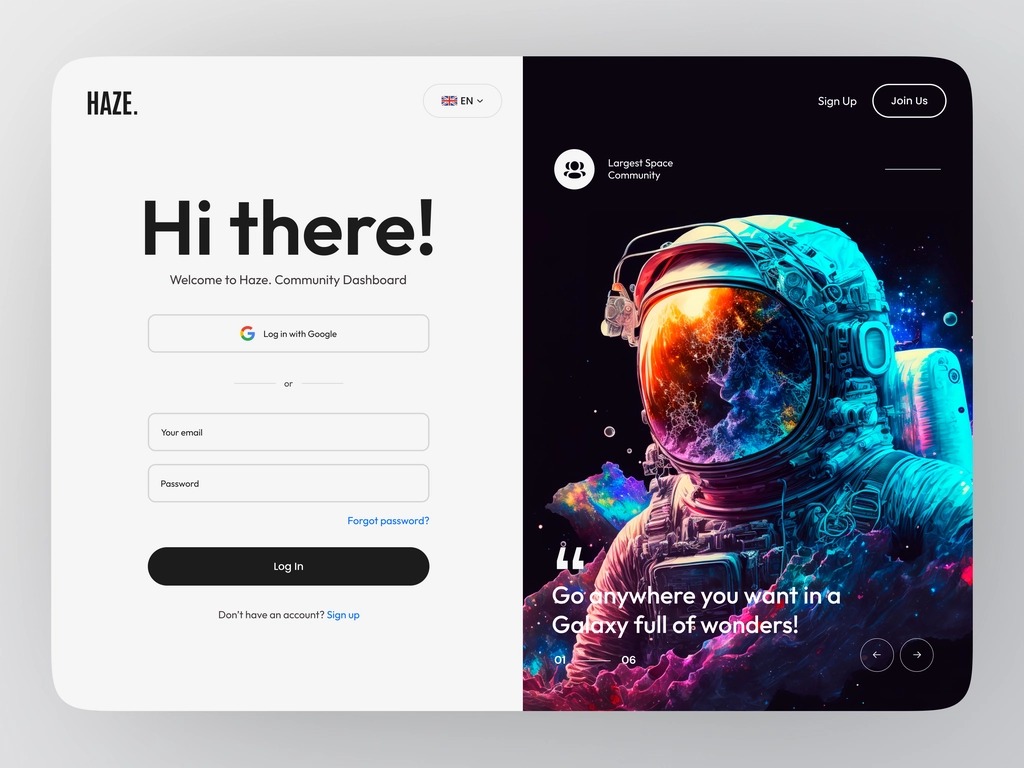 HAZE.
EN
Hi there!
Welcome to Haze. Community Dashboard
Log in with Google
or
Your email
Password
Forgot password?
Log In
Don't have an account? Sign up
Sign Up
Join Us
Largest Space
Community
“
Go anywhere you want in a
Galaxy full of wonders!
01
06